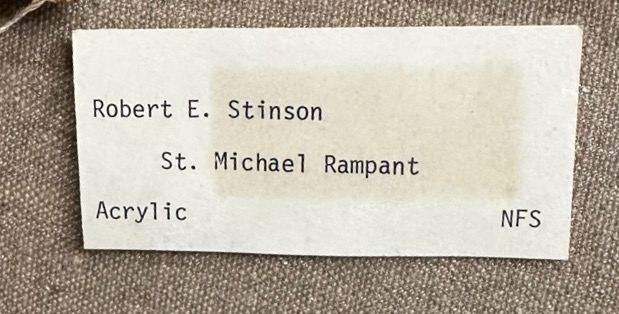 Robert E. Stinson
St. Michael Rampant
Acrylic NFS